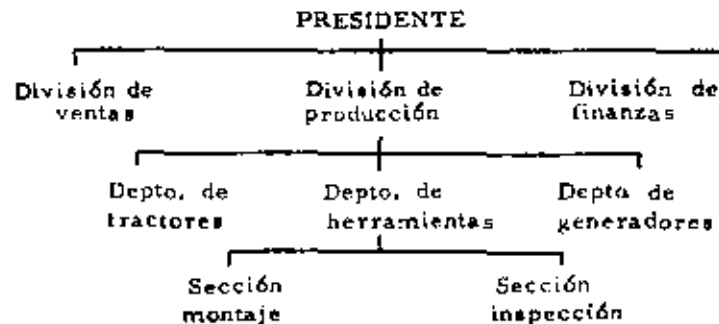 PRESIDENTE
División de ventas
División de producción
División de finanzas
Depto. de tractores
Depto. de herramientas
Depto de generadores
Sección montaje
Sección inspección